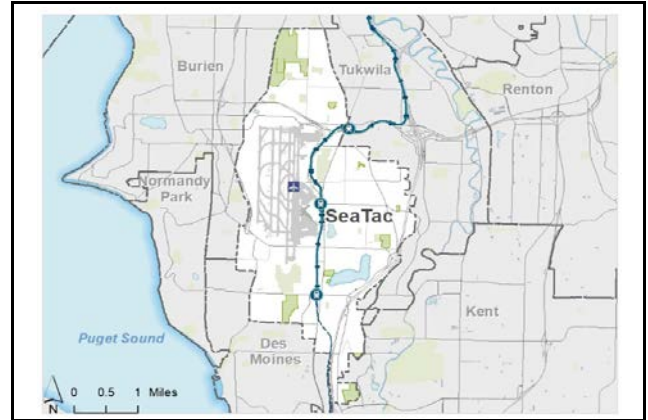 Burien
Tukwila
Renton
Normandy
Park
SeaTac
Kent
Puget Sound
Des
Moines
0 0.5 1 Miles
N